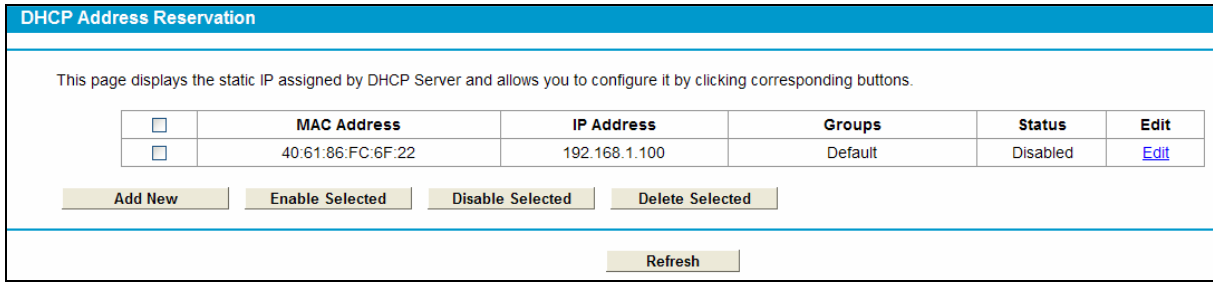 DHCP Address Reservation
This page displays the static IP assigned by DHCP Server and allows you to configure it by clicking corresponding buttons.
MAC Address IP Address Groups Status Edit
40:61:86:FC:6F:22 192.168.1.100 Default Disabled Edit
Add New Enable Selected Disable Selected Delete Selected
Refresh